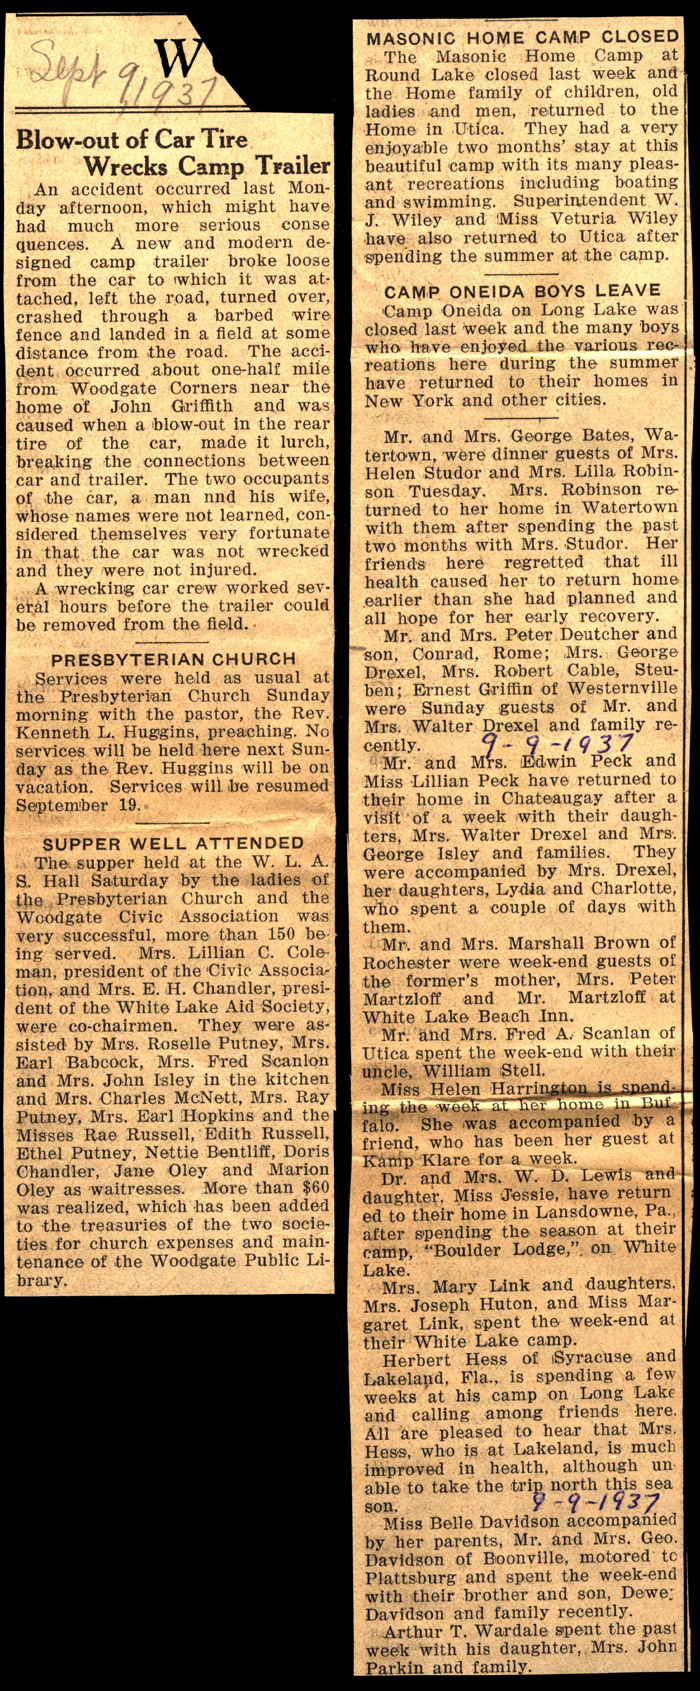 Sept 9, 1937
W
Blow-out of Car Tire
Wrecks Camp Trailer
An accident occurred last Mon-
day afternoon, which might have
had much more serious conse
quences. A new and modern de-
signed camp trailer broke loose
from the car to which it was at-
tached, left the road, turned over,
crashed through a barbed wire
fence and landed in a field at some
distance from the road. The acci-
dent occurred about one-half mile
from Woodgate Corners near the
home of John Griffith and was
caused when a blow-out in the rear
tire of the car, made it lurch,
breaking the connections between
car and trailer. The two occupants
of the car, a man nnd his wife,
whose names were not learned, con-
sidered themselves very fortunate
in that the car was not wrecked
and they were not injured.
A wrecking car crew worked sev-
eral hours before the trailer could
be removed from the field.
PRESBYTERIAN CHURCH
Services were held as usual at
the Presbyterian Church Sunday
morning with the pastor, the Rev.
Kenneth L. Huggins, preaching. No
services will be held here next Sun-
day as the Rev. Huggins will be on
vacation. Services will be resumed
September 19.
SUPPER WELL ATTENDED
The supper held at the W. L. A.
S. Hall Saturday by the ladies of
the Presbyterian Church and the
Woodgate Civic Association was
very successful, more than 150 be-
ing served. Mrs. Lillian C. Cole-
man, president of the Civic Associa-
tion, and Mrs. E. H. Chandler, presi-
dent of the White Lake Aid Society,
were co-chairmen. They were as-
sisted by Mrs. Roselle Putney, Mrs.
Earl Babcock, Mrs. Fred Scanlon
and Mrs. John Isley in the kitchen
and Mrs. Charles McNett, Mrs. Ray
Putney, Mrs. Earl Hopkins and the
Misses Rae Russell, Edith Russell,
Ethel Putney, Nettie Bentliff, Doris
Chandler, Jane Oley and Marion
Oley as waitresses. More than $60
was realized, which has been added
to the treasuries of the two socie-
ties for church expenses and main-
tenance of the Woodgate Public Li-
brary.
MASONIC HOME CAMP CLOSED
The Masonic Home Camp at
Round Lake closed last week and
the Home family of children, old
ladies and men, returned to the
Home in Utica. They had a very
enjoyable two months' stay at this
beautiful camp with its many pleas-
ant recreations including boating
and swimming. Superintendent W.
J. Wiley and Miss Veturia Wiley
have also returned to Utica after
spending the summer at the camp.
CAMP ONEIDA BOYS LEAVE
Camp Oneida on Long Lake was
closed last week and the many boys
who have enjoyed the various rec-
reations here during the summer
have returned to their homes in
New York and other cities.
Mr. and Mrs. George Bates, Wa-
tertown, were dinner guests of Mrs.
Helen Studor and Mrs. Lilla Robin-
son Tuesday. Mrs. Robinson re-
turned to her home in Watertown
with them after spending the past
two months with Mrs. Studor. Her
friends here regretted that ill
health caused her to return home
earlier than she had planned and
all hope for her early recovery.
Mr. and Mrs. Peter Deutcher and
son, Conrad, Rome; Mrs. George
Drexel, Mrs. Robert Cable, Steu-
ben; Ernest Griffin of Westernville
were Sunday guests of Mr. and
Mrs. Walter Drexel and family re-
cently. 9-9-1937
Mr. and Mrs. Edwin Peck and
Miss Lillian Peck have returned to
their home in Chateaugay after a
visit of a week with their daugh-
ters, Mrs. Walter Drexel and Mrs.
George Isley and families. They
were accompanied by Mrs. Drexel,
her daughters, Lydia and Charlotte,
who spent a couple of days with
them.
Mr. and Mrs. Marshall Brown of
Rochester were week-end guests of
the former's mother, Mrs. Peter
Martzloff and Mr. Martzloff at
White Lake Beach Inn.
Mr. and Mrs. Fred A. Scanlan of
Utica spent the week-end with their
uncle, William Stell.
Miss Helen Harrington is spend-
ing the week at her home in Buf
falo. She was accompanied by a
friend, who has been her guest at
Kamp Klare for a week.
Dr. and Mrs. W. D. Lewis and
daughter, Miss Jessie, have return
ed to their home in Lansdowne, Pa.,
after spending the season at their
camp, "Boulder Lodge," on White
Lake.
Mrs. Mary Link and daughters,
Mrs. Joseph Huton, and Miss Mar-
garet Link, spent the week-end at
their White Lake camp.
Herbert Hess of Syracuse and
Lakeland, Fla., is spending a few
weeks at his camp on Long Lake
and calling among friends here.
All are pleased to hear that Mrs.
Hess, who is at Lakeland, is much
improved in health, although un-
able to take the trip north this sea
son. 9-9-1937
Miss Belle Davidson accompanied
by her parents, Mr. and Mrs. Geo.
Davidson of Boonville, motored to
Plattsburg and spent the week-end
with their brother and son, Dewey
Davidson and family recently.
Arthur T. Wardale spent the past
week with his daughter, Mrs. John
Parkin and family.